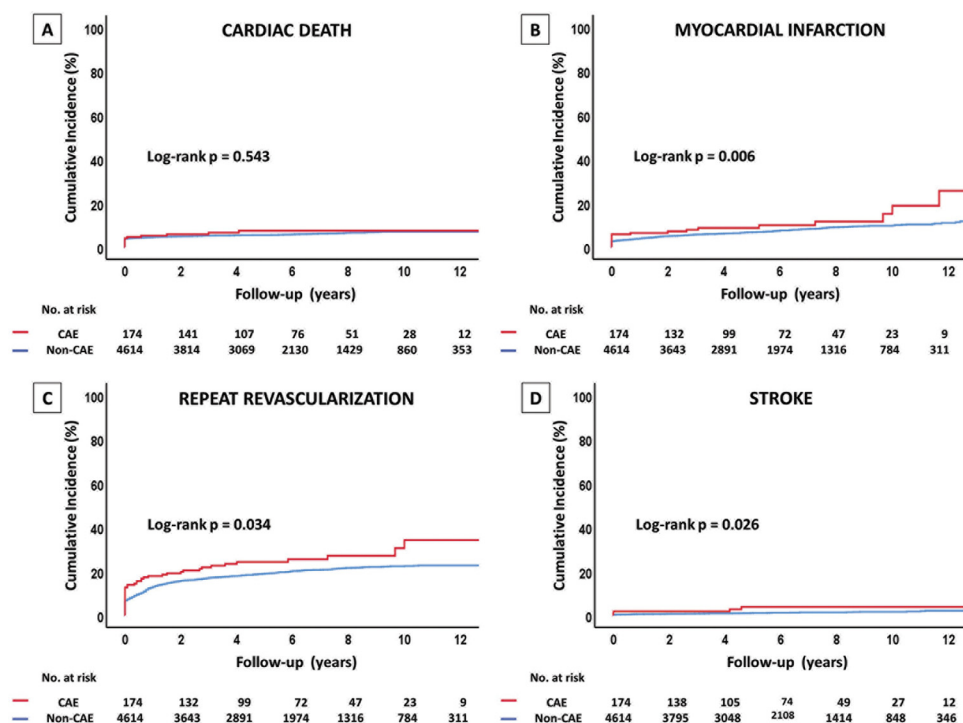 A
CARDIAC DEATH
Cumulative Incidence (%)
100
80
60
40
20
0
Log-rank p = 0.543
0 2 4 6 8 10 12
Follow-up (years)
No. at risk
CAE 174 141 107 76 51 28 12
Non-CAE 4614 3814 3069 2130 1429 860 353
B
MYOCARDIAL INFARCTION
Cumulative Incidence (%)
100
80
60
40
20
0
Log-rank p = 0.006
0 2 4 6 8 10 12
Follow-up (years)
No. at risk
CAE 174 132 99 72 47 23 9
Non-CAE 4614 3643 2891 1974 1316 784 311
C
REPEAT REVASCULARIZATION
Cumulative Incidence (%)
100
80
60
40
20
0
Log-rank p = 0.034
0 2 4 6 8 10 12
Follow-up (years)
No. at risk
CAE 174 132 99 72 47 23 9
Non-CAE 4614 3643 2891 1974 1316 784 311
D
STROKE
Cumulative Incidence (%)
100
80
60
40
20
0
Log-rank p = 0.026
0 2 4 6 8 10 12
Follow-up (years)
No. at risk
CAE 174 138 105 74 49 27 12
Non-CAE 4614 3795 3048 2108 1414 848 346